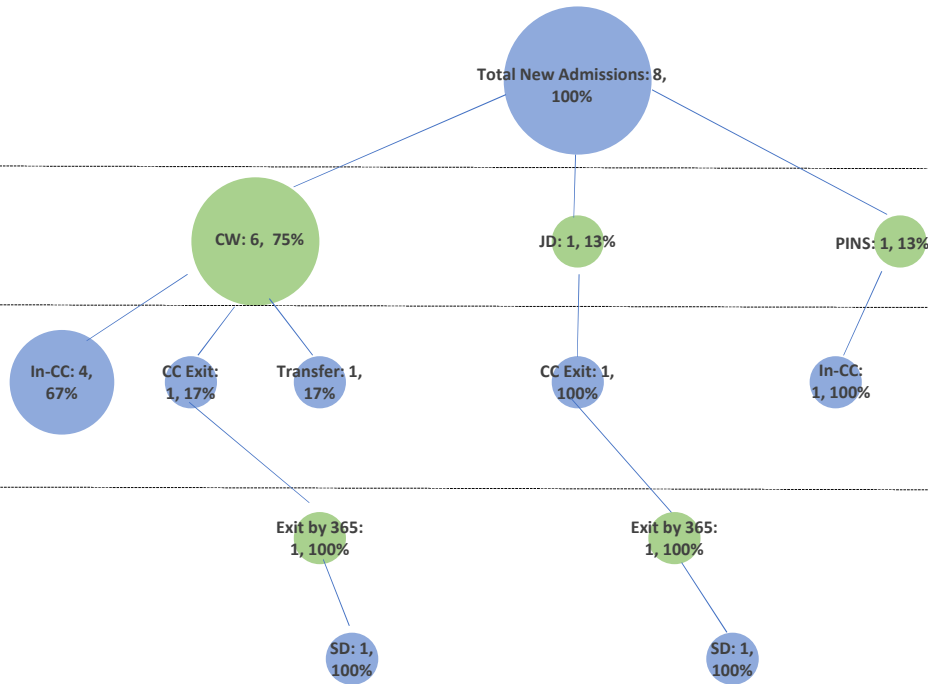 Total New Admissions: 8,
100%
CW: 6, 75%
JD: 1, 13%
PINS: 1, 13%
In-CC: 4,
67%
CC Exit:
1, 17%
Transfer: 1,
17%
CC Exit: 1,
100%
In-CC:
1, 100%
Exit by 365:
1, 100%
Exit by 365:
1, 100%
SD: 1,
100%
SD: 1,
100%